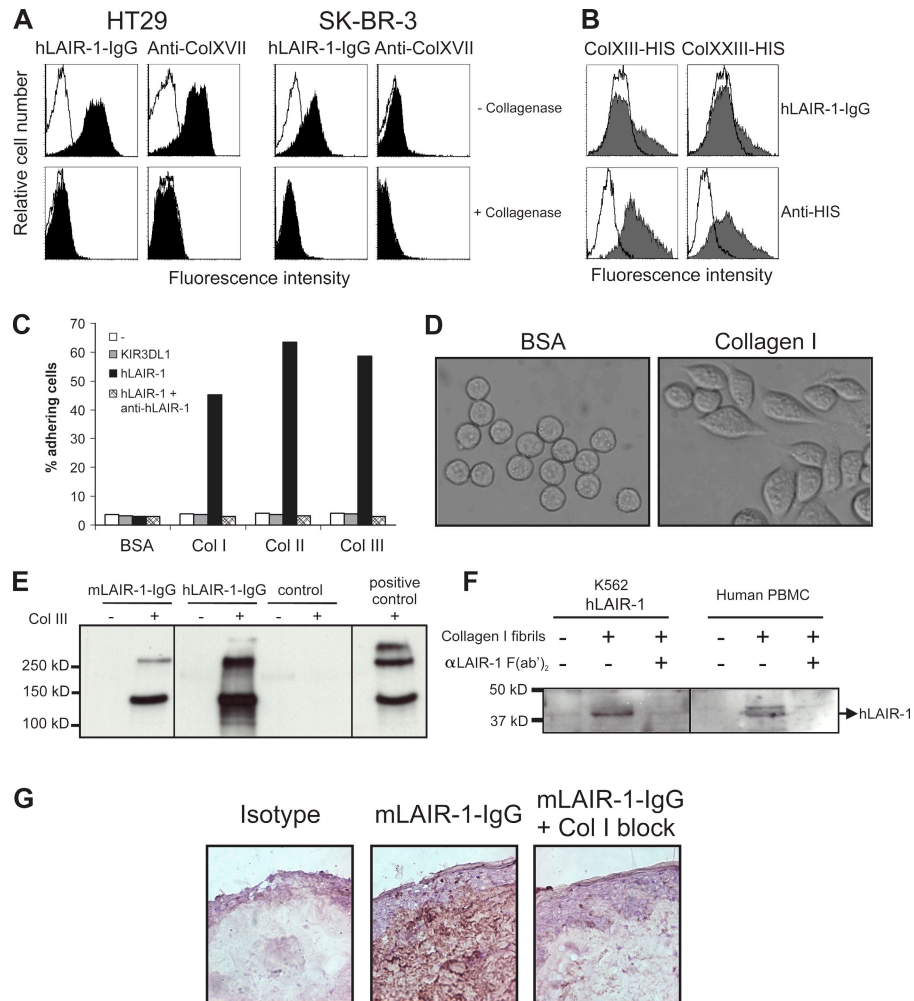 A
HT29
SK-BR-3
hLAIR-1-IgG Anti-ColXVII
hLAIR-1-IgG Anti-ColXVII
Relative cell number
- Collagenase
+ Collagenase
Fluorescence intensity
B
ColXIII-HIS ColXXIII-HIS
hLAIR-1-IgG
Anti-HIS
Fluorescence intensity
C
% adhering cells
70
60
50
40
30
20
10
0
-
KIR3DL1
hLAIR-1
hLAIR-1 +
anti-hLAIR-1
BSA Col I Col II Col III
D
BSA
Collagen I
E
mLAIR-1-IgG hLAIR-1-IgG control positive
control
Col III - + - + - + +
250 kD
150 kD
100 kD
F
K562
hLAIR-1
Human PBMC
Collagen I fibrils - + + - + +
αLAIR-1 F(ab')₂ - - + - - +
50 kD
37 kD
hLAIR-1
G
Isotype
mLAIR-1-IgG
mLAIR-1-IgG
+ Col I block